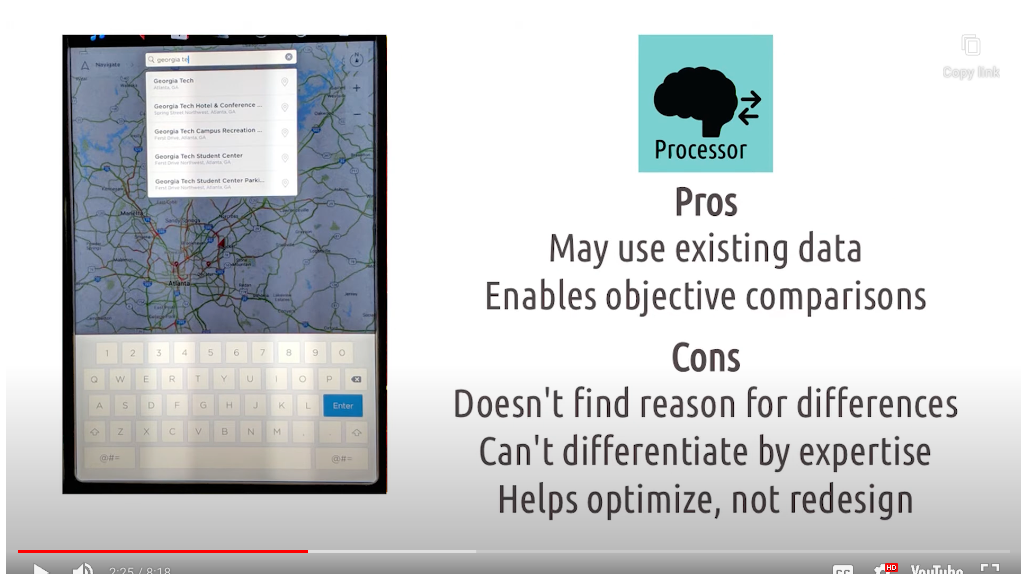 Navigate
georgia te
Georgia Tech
Atlanta, GA
Georgia Tech Hotel & Conference ...
Spring Street Northwest, Atlanta, GA
Georgia Tech Campus Recreation ...
Ferst Drive, Atlanta, GA
Georgia Tech Student Center
Ferst Drive Northwest, Atlanta, GA
Georgia Tech Student Center Parki...
Ferst Drive Northwest, Atlanta, GA
Marietta
Atlanta
1 2 3 4 5 6 7 8 9 0
Q W E R T Y U I O P
A S D F G H J K L Enter
Z X C V B N M , .
@#= @#=
Copy link
Processor
Pros
May use existing data
Enables objective comparisons
Cons
Doesn't find reason for differences
Can't differentiate by expertise
Helps optimize, not redesign
2:25 / 8:18
CC HD YouTube